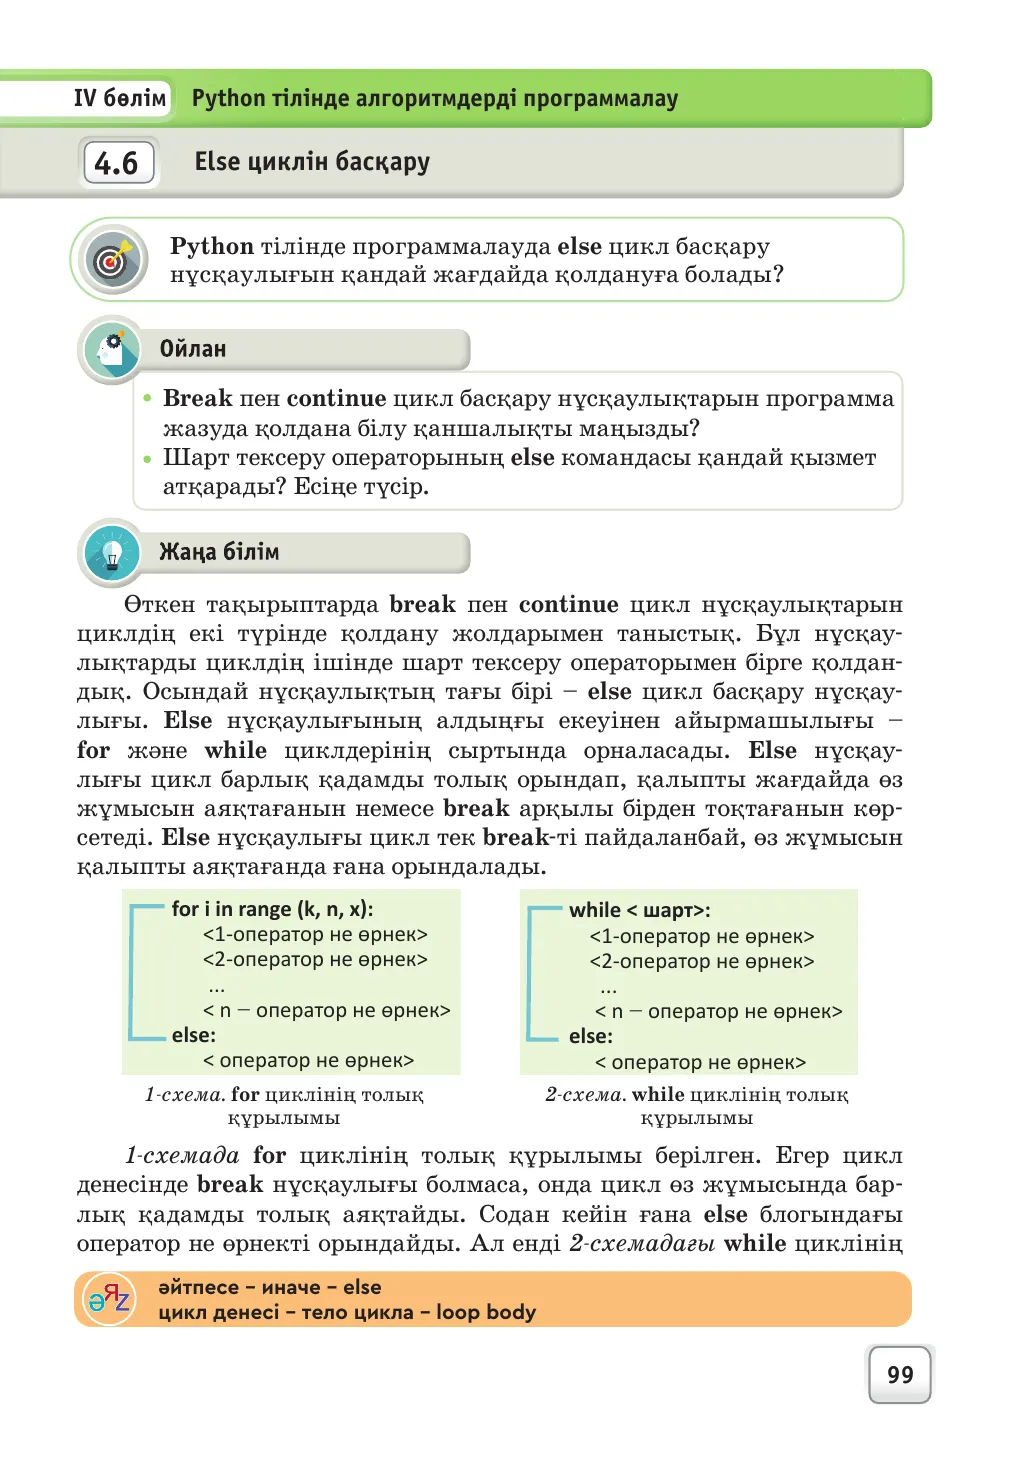 IV бөлім Python тілінде алгоритмдерді программалау
4.6 Else циклін басқару
Python тілінде программалауда else цикл басқару
нұсқаулығын қандай жағдайда қолдануға болады?
Ойлан
• Break пен continue цикл басқару нұсқаулықтарын программа
жазуда қолдана білу қаншалықты маңызды?
• Шарт тексеру операторының else командасы қандай қызмет
атқарады? Есіңе түсір.
Жаңа білім
Өткен тақырыптарда break пен continue цикл нұсқаулықтарын
циклдің екі түрінде қолдану жолдарымен таныстық. Бұл нұсқау-
лықтарды циклдің ішінде шарт тексеру операторымен бірге қолдан-
дық. Осындай нұсқаулықтың тағы бірі – else цикл басқару нұсқау-
лығы. Else нұсқаулығының алдыңғы екеуінен айырмашылығы –
for және while циклдерінің сыртында орналасады. Else нұсқау-
лығы цикл барлық қадамды толық орындап, қалыпты жағдайда өз
жұмысын аяқтағанын немесе break арқылы бірден тоқтағанын көр-
сетеді. Else нұсқаулығы цикл тек break-ті пайдаланбай, өз жұмысын
қалыпты аяқтағанда ғана орындалады.
for i in range (k, n, x):
<1-оператор не өрнек>
<2-оператор не өрнек>
...
< n – оператор не өрнек>
else:
< оператор не өрнек>
1-схема. for циклінің толық
құрылымы
while < шарт>:
<1-оператор не өрнек>
<2-оператор не өрнек>
...
< n – оператор не өрнек>
else:
< оператор не өрнек>
2-схема. while циклінің толық
құрылымы
1-схемада for циклінің толық құрылымы берілген. Егер цикл
денесінде break нұсқаулығы болмаса, онда цикл өз жұмысында бар-
лық қадамды толық аяқтайды. Содан кейін ғана else блогындағы
оператор не өрнекті орындайды. Ал енді 2-схемадағы while циклінің
әЯZ
әйтпесе – иначе – else
цикл денесі – тело цикла – loop body
99